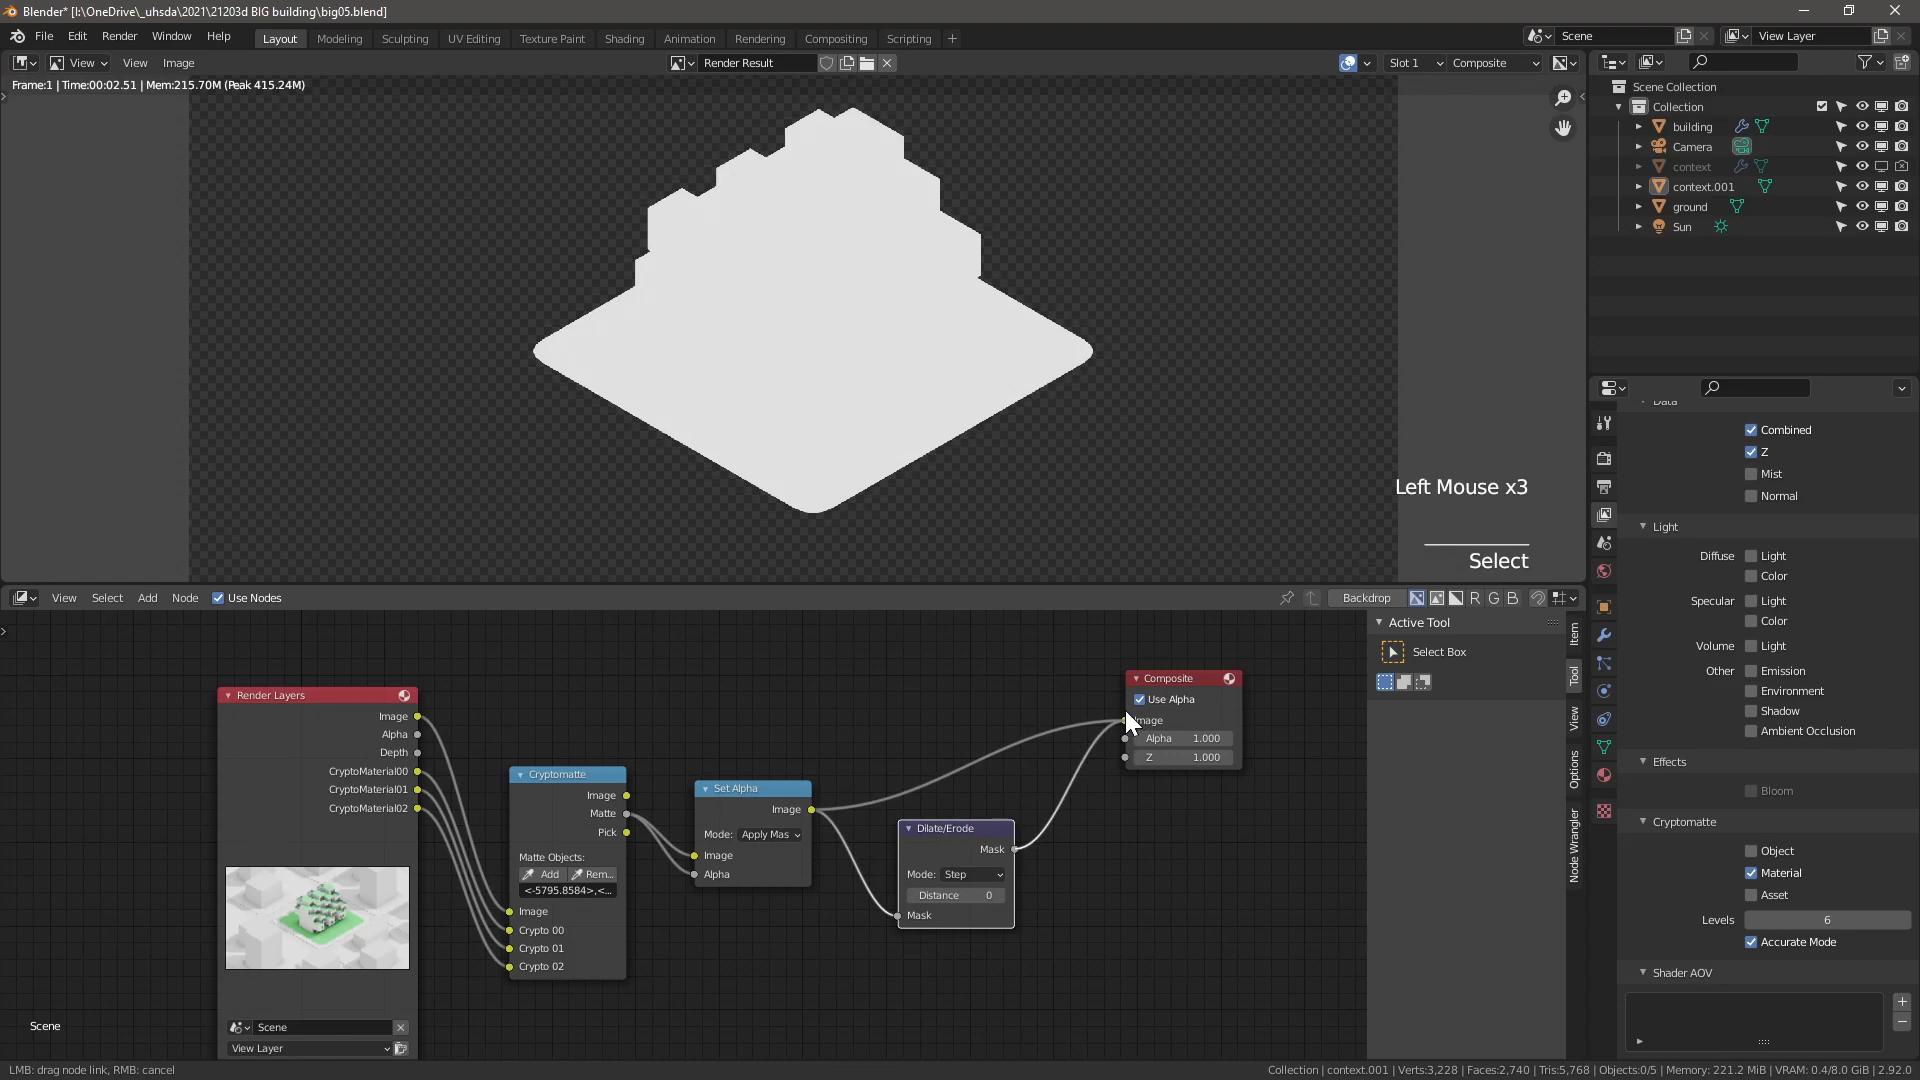 Blender* [I:\OneDrive\_uhsda\2021\21203d BIG building\big05.blend]
File Edit Render Window Help Layout Modeling Sculpting UV Editing Texture Paint Shading Animation Rendering Compositing Scripting + Scene View Layer
View View Image Render Result Slot 1 Composite
Frame:1 | Time:00:02.51 | Mem:215.70M (Peak 415.24M)
Scene Collection
Collection
building
Camera
context
context.001
ground
Sun
Left Mouse x3
Select
Data
Combined
Z
Mist
Normal
Light
Diffuse Light
Color
Specular Light
Color
Volume Light
Other Emission
Environment
Shadow
Ambient Occlusion
Effects
Bloom
Cryptomatte
Object
Material
Asset
Levels 6
Accurate Mode
Shader AOV
View Select Add Node Use Nodes Backdrop R G B
Active Tool
Select Box
Item
Tool
View
Options
Node Wrangler
Render Layers
Image
Alpha
Depth
CryptoMaterial00
CryptoMaterial01
CryptoMaterial02
Scene
View Layer
Cryptomatte
Image
Matte
Pick
Matte Objects:
Add Rem...
<-5795.8584>,<...
Image
Crypto 00
Crypto 01
Crypto 02
Set Alpha
Image
Mode: Apply Mas
Image
Alpha
Dilate/Erode
Mask
Mode: Step
Distance 0
Mask
Composite
Use Alpha
Image
Alpha 1.000
Z 1.000
Scene
LMB: drag node link, RMB: cancel
Collection | context.001 | Verts:3,228 | Faces:2,740 | Tris:5,768 | Objects:0/5 | Memory: 221.2 MiB | VRAM: 0.4/8.0 GiB | 2.92.0